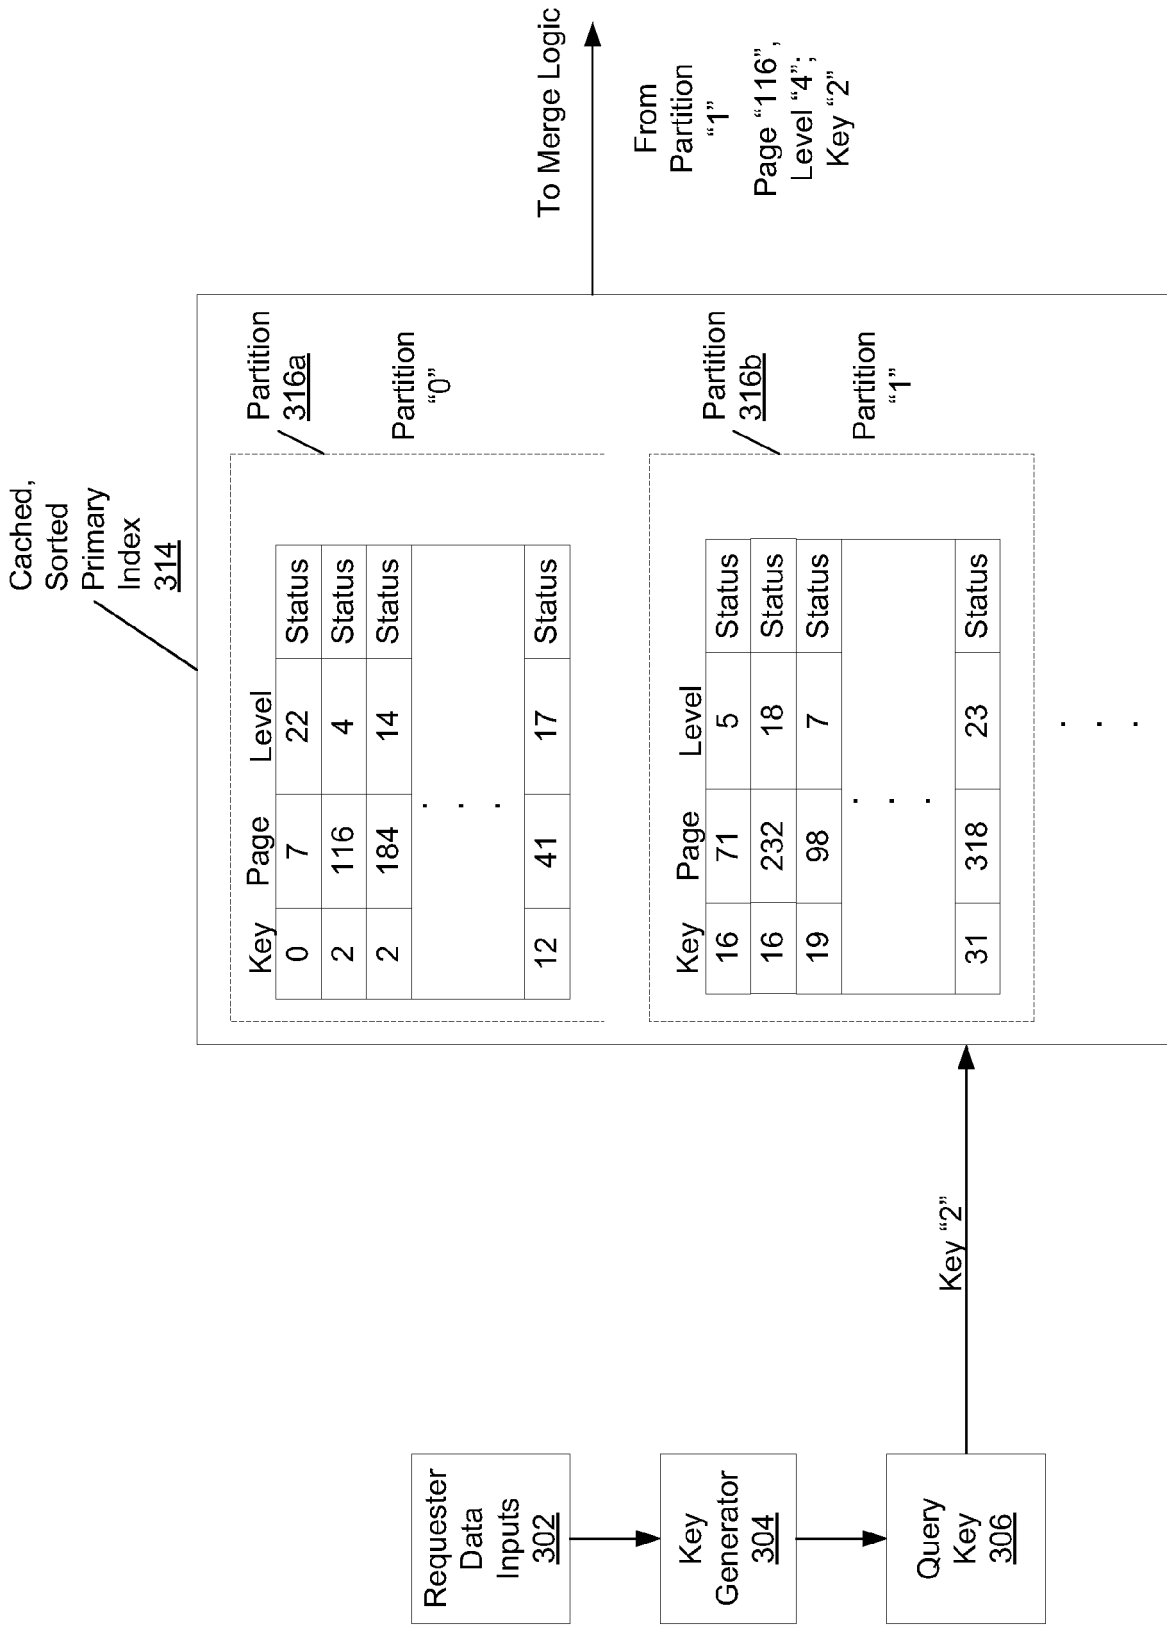 Requester
Data
Inputs
302
Key
Generator
304
Query
Key
306
Key “2”
Cached,
Sorted
Primary
Index
314
Key Page Level
0 7 22 Status
2 116 4 Status
2 184 14 Status
. . .
12 41 17 Status
Partition
316a
Partition
“0”
Key Page Level
16 71 5 Status
16 232 18 Status
19 98 7 Status
. . .
31 318 23 Status
Partition
316b
Partition
“1”
. . .
To Merge Logic
From
Partition
“1”
Page “116”,
Level “4”;
Key “2”